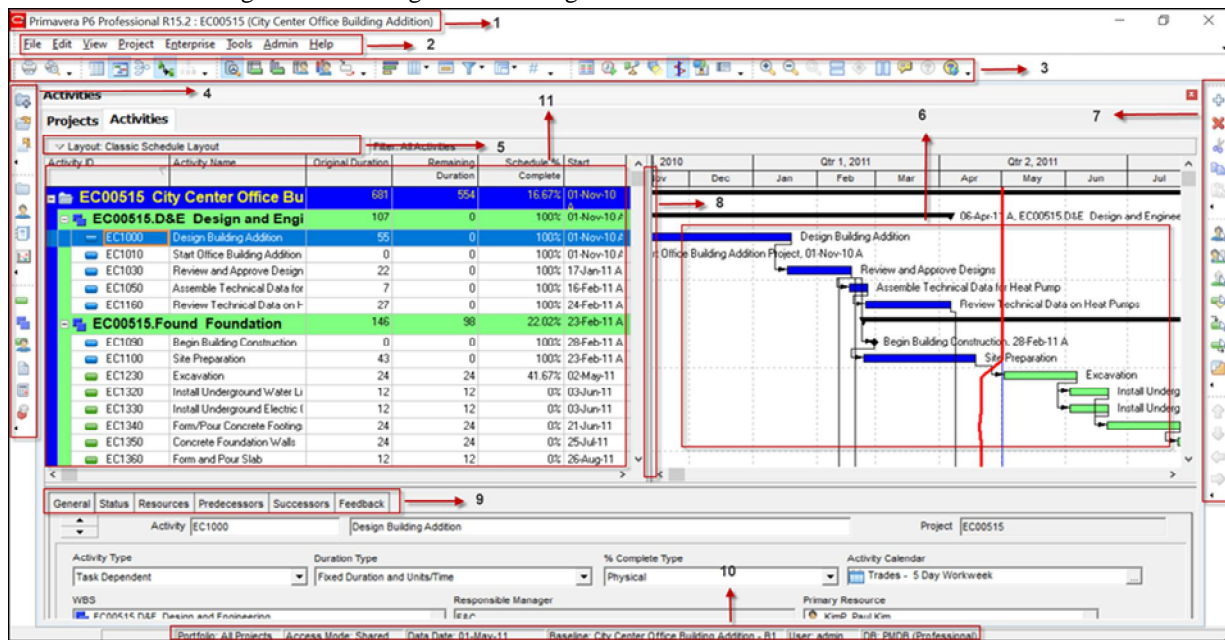 Primavera P6 Professional R15.2 : EC00515 (City Center Office Building Addition)
1
File Edit View Project Enterprise Tools Admin Help
2
3
Activities
4
11
Projects Activities
6
7
Layout: Classic Schedule Layout
Filter: All Activities
5
Activity ID Activity Name Original Duration Remaining Duration Schedule % Complete Start
2010 Qtr 1, 2011 Qtr 2, 2011
Nov Dec Jan Feb Mar Apr May Jun Jul
EC00515 City Center Office Bu 681 554 16.67% 01-Nov-10 A
8
EC00515.D&E Design and Engi 107 0 100% 01-Nov-10 A
06-Apr-11 A, EC00515.D&E Design and Enginee
EC1000 Design Building Addition 55 0 100% 01-Nov-10 A
Design Building Addition
EC1010 Start Office Building Addition 0 0 100% 01-Nov-10 A
Office Building Addition Project, 01-Nov-10 A
EC1030 Review and Approve Design 22 0 100% 17-Jan-11 A
Review and Approve Designs
EC1050 Assemble Technical Data for 7 0 100% 16-Feb-11 A
Assemble Technical Data for Heat Pump
EC1160 Review Technical Data on H 27 0 100% 24-Feb-11 A
Review Technical Data on Heat Pumps
EC00515.Found Foundation 146 98 22.02% 23-Feb-11 A
EC1090 Begin Building Construction 0 0 100% 28-Feb-11 A
Begin Building Construction, 28-Feb-11 A
EC1100 Site Preparation 43 0 100% 23-Feb-11 A
Site Preparation
EC1230 Excavation 24 24 41.67% 02-May-11
Excavation
EC1320 Install Underground Water Li 12 12 0% 03-Jun-11
Install Underg
EC1330 Install Underground Electric 12 12 0% 03-Jun-11
Install Underg
EC1340 Form/Pour Concrete Footing 24 24 0% 21-Jun-11
EC1350 Concrete Foundation Walls 24 24 0% 25-Jul-11
EC1360 Form and Pour Slab 12 12 0% 26-Aug-11
General Status Resources Predecessors Successors Feedback
9
Activity EC1000 Design Building Addition Project EC00515
Activity Type Duration Type % Complete Type Activity Calendar
10
Task Dependent Fixed Duration and Units/Time Physical Trades - 5 Day Workweek
WBS Responsible Manager Primary Resource
EC00515.D&E Design and Engineering E&C KimP. Paul Kim
Portfolio: All Projects Access Mode: Shared Data Date: 01-May-11 Baseline: City Center Office Building Addition - B1 User: admin DB: PMDB (Professional)